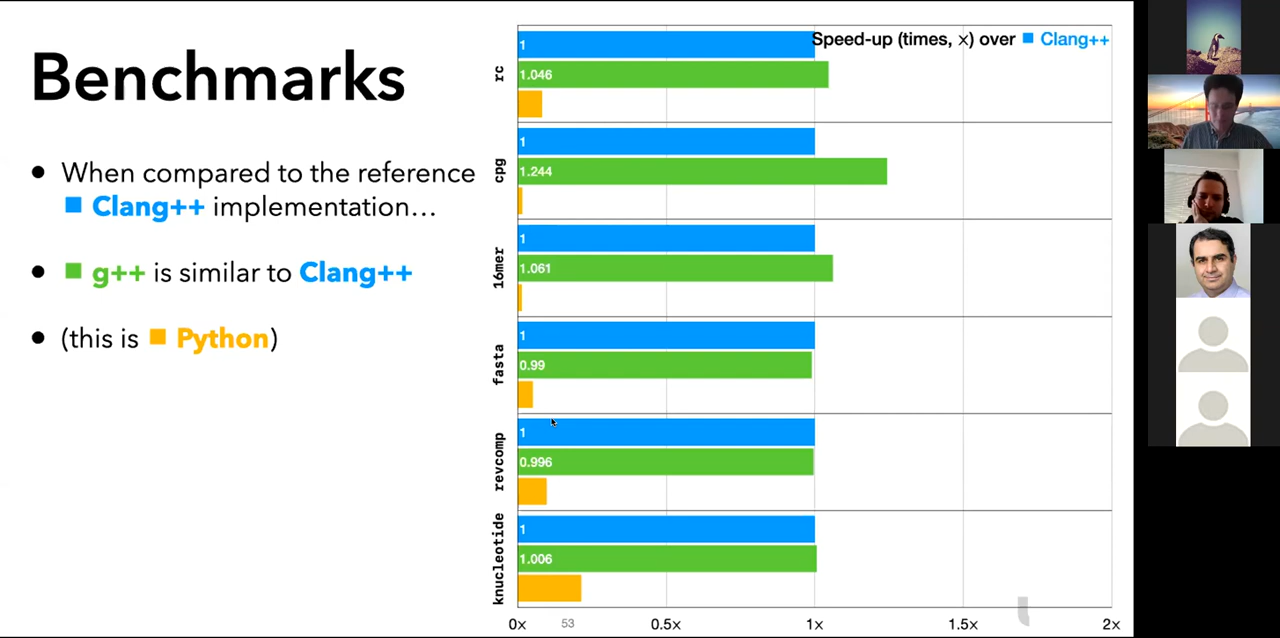 Benchmarks
• When compared to the reference
Clang++ implementation…
• g++ is similar to Clang++
• (this is Python)
Speed-up (times, ×) over Clang++
rc
1
1.046
cpg
1
1.244
16mer
1
1.061
fasta
1
0.99
revcomp
1
0.996
knucleotide
1
1.006
0x 0.5x 1x 1.5x 2x
53